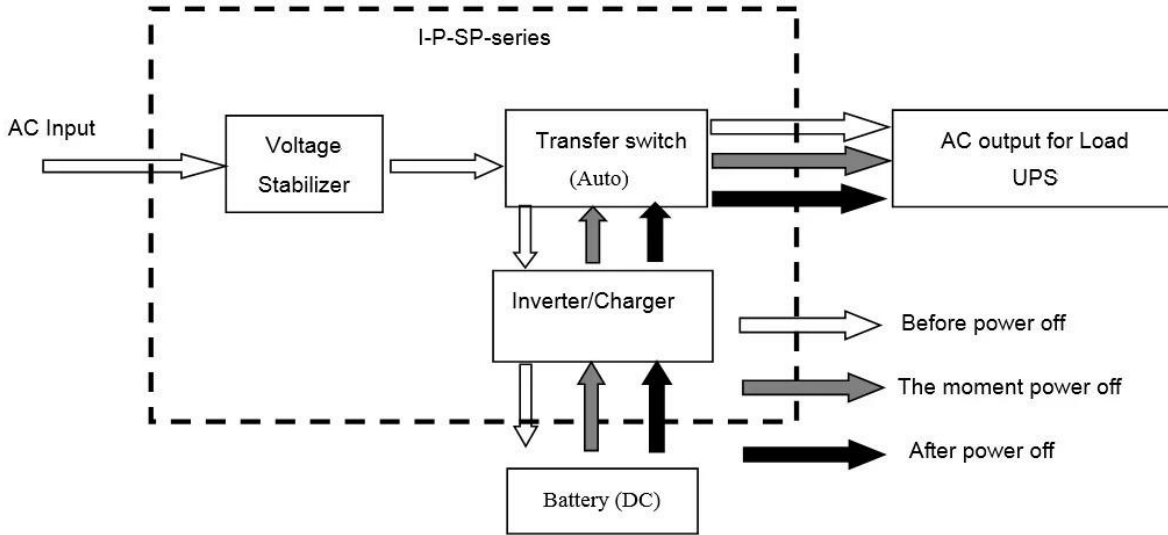 I-P-SP-series
AC Input
Voltage
Stabilizer
Transfer switch
(Auto)
AC output for Load
UPS
Inverter/Charger
Before power off
The moment power off
After power off
Battery (DC)